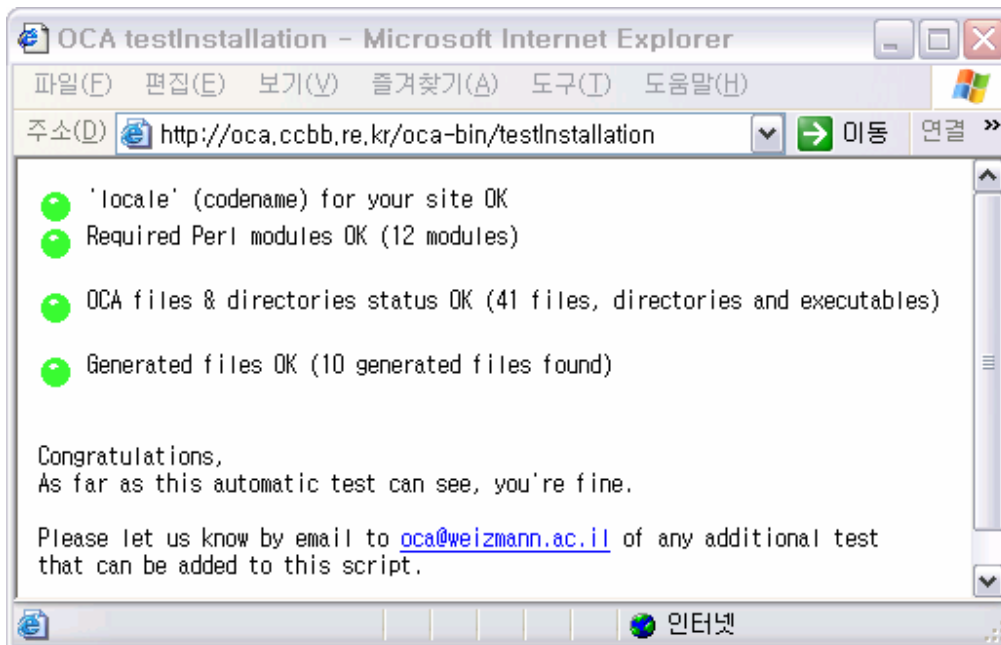 OCA testInstallation - Microsoft Internet Explorer
파일(F) 편집(E) 보기(V) 즐겨찾기(A) 도구(T) 도움말(H)
주소(D) http://oca.ccbb.re.kr/oca-bin/testInstallation 이동 연결 »
'locale' (codename) for your site OK
Required Perl modules OK (12 modules)
OCA files & directories status OK (41 files, directories and executables)
Generated files OK (10 generated files found)
Congratulations,
As far as this automatic test can see, you're fine.
Please let us know by email to oca@weizmann.ac.il of any additional test
that can be added to this script.
인터넷